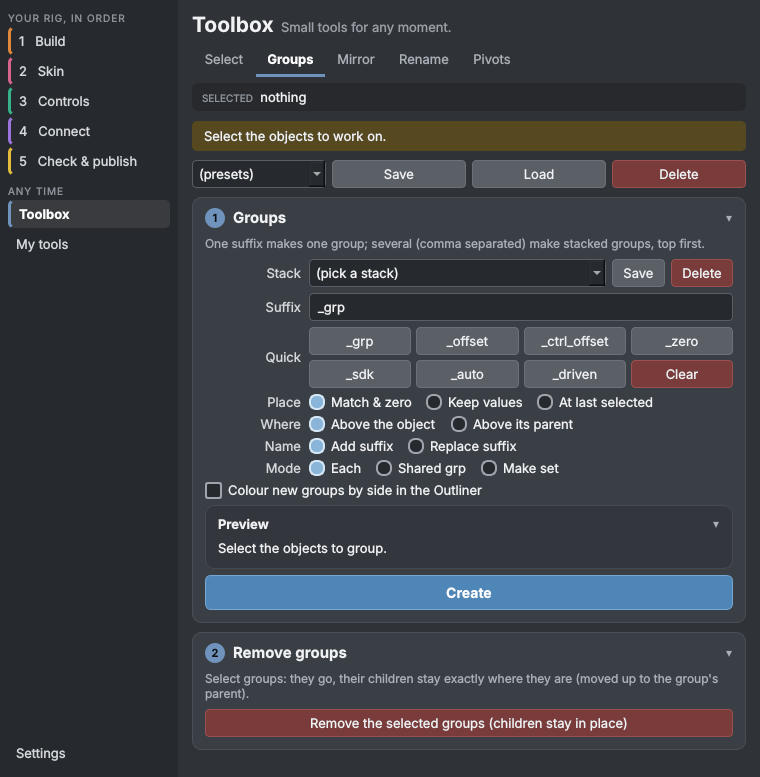 YOUR RIG, IN ORDER
1 Build
2 Skin
3 Controls
4 Connect
5 Check & publish
ANY TIME
Toolbox
My tools
Settings
Toolbox Small tools for any moment.
Select Groups Mirror Rename Pivots
SELECTED nothing
Select the objects to work on.
(presets) Save Load Delete
1 Groups
One suffix makes one group; several (comma separated) make stacked groups, top first.
Stack (pick a stack) Save Delete
Suffix _grp
Quick
_grp _offset _ctrl_offset _zero
_sdk _auto _driven Clear
Place Match & zero Keep values At last selected
Where Above the object Above its parent
Name Add suffix Replace suffix
Mode Each Shared grp Make set
Colour new groups by side in the Outliner
Preview
Select the objects to group.
Create
2 Remove groups
Select groups: they go, their children stay exactly where they are (moved up to the group's
parent).
Remove the selected groups (children stay in place)